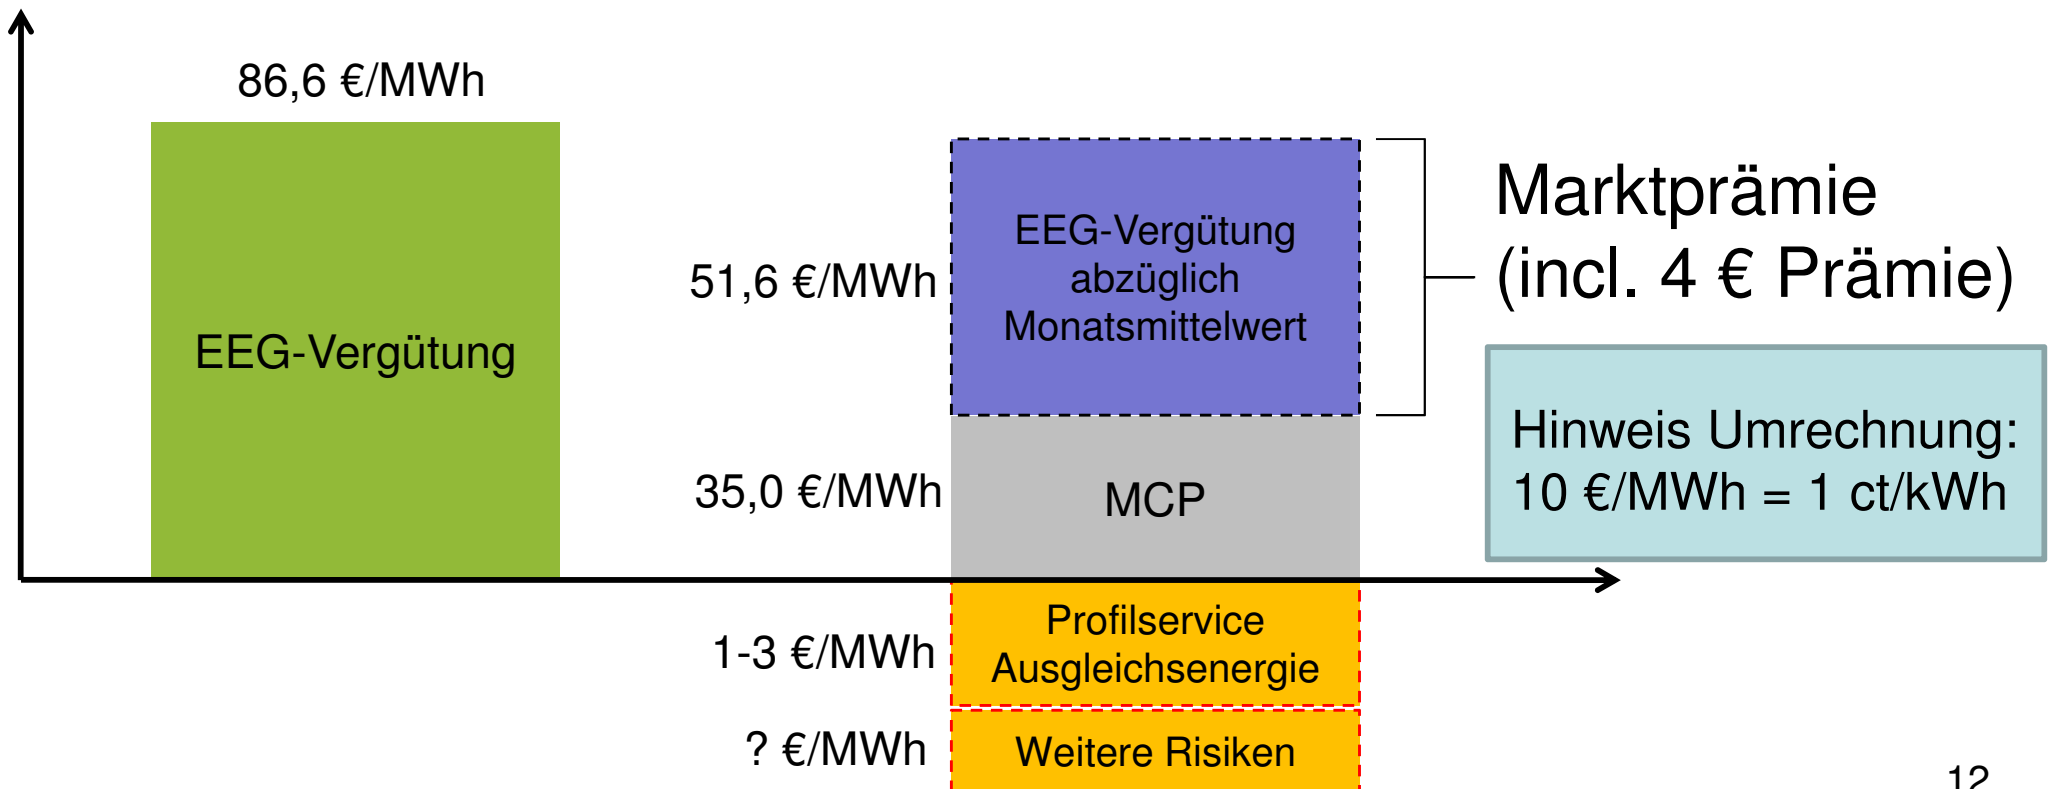 86,6 €/MWh
EEG-Vergütung
51,6 €/MWh
EEG-Vergütung
abzüglich
Monatsmittelwert
Marktprämie
(incl. 4 € Prämie)
35,0 €/MWh
MCP
Hinweis Umrechnung:
10 €/MWh = 1 ct/kWh
1-3 €/MWh
Profilservice
Ausgleichsenergie
? €/MWh
Weitere Risiken
12